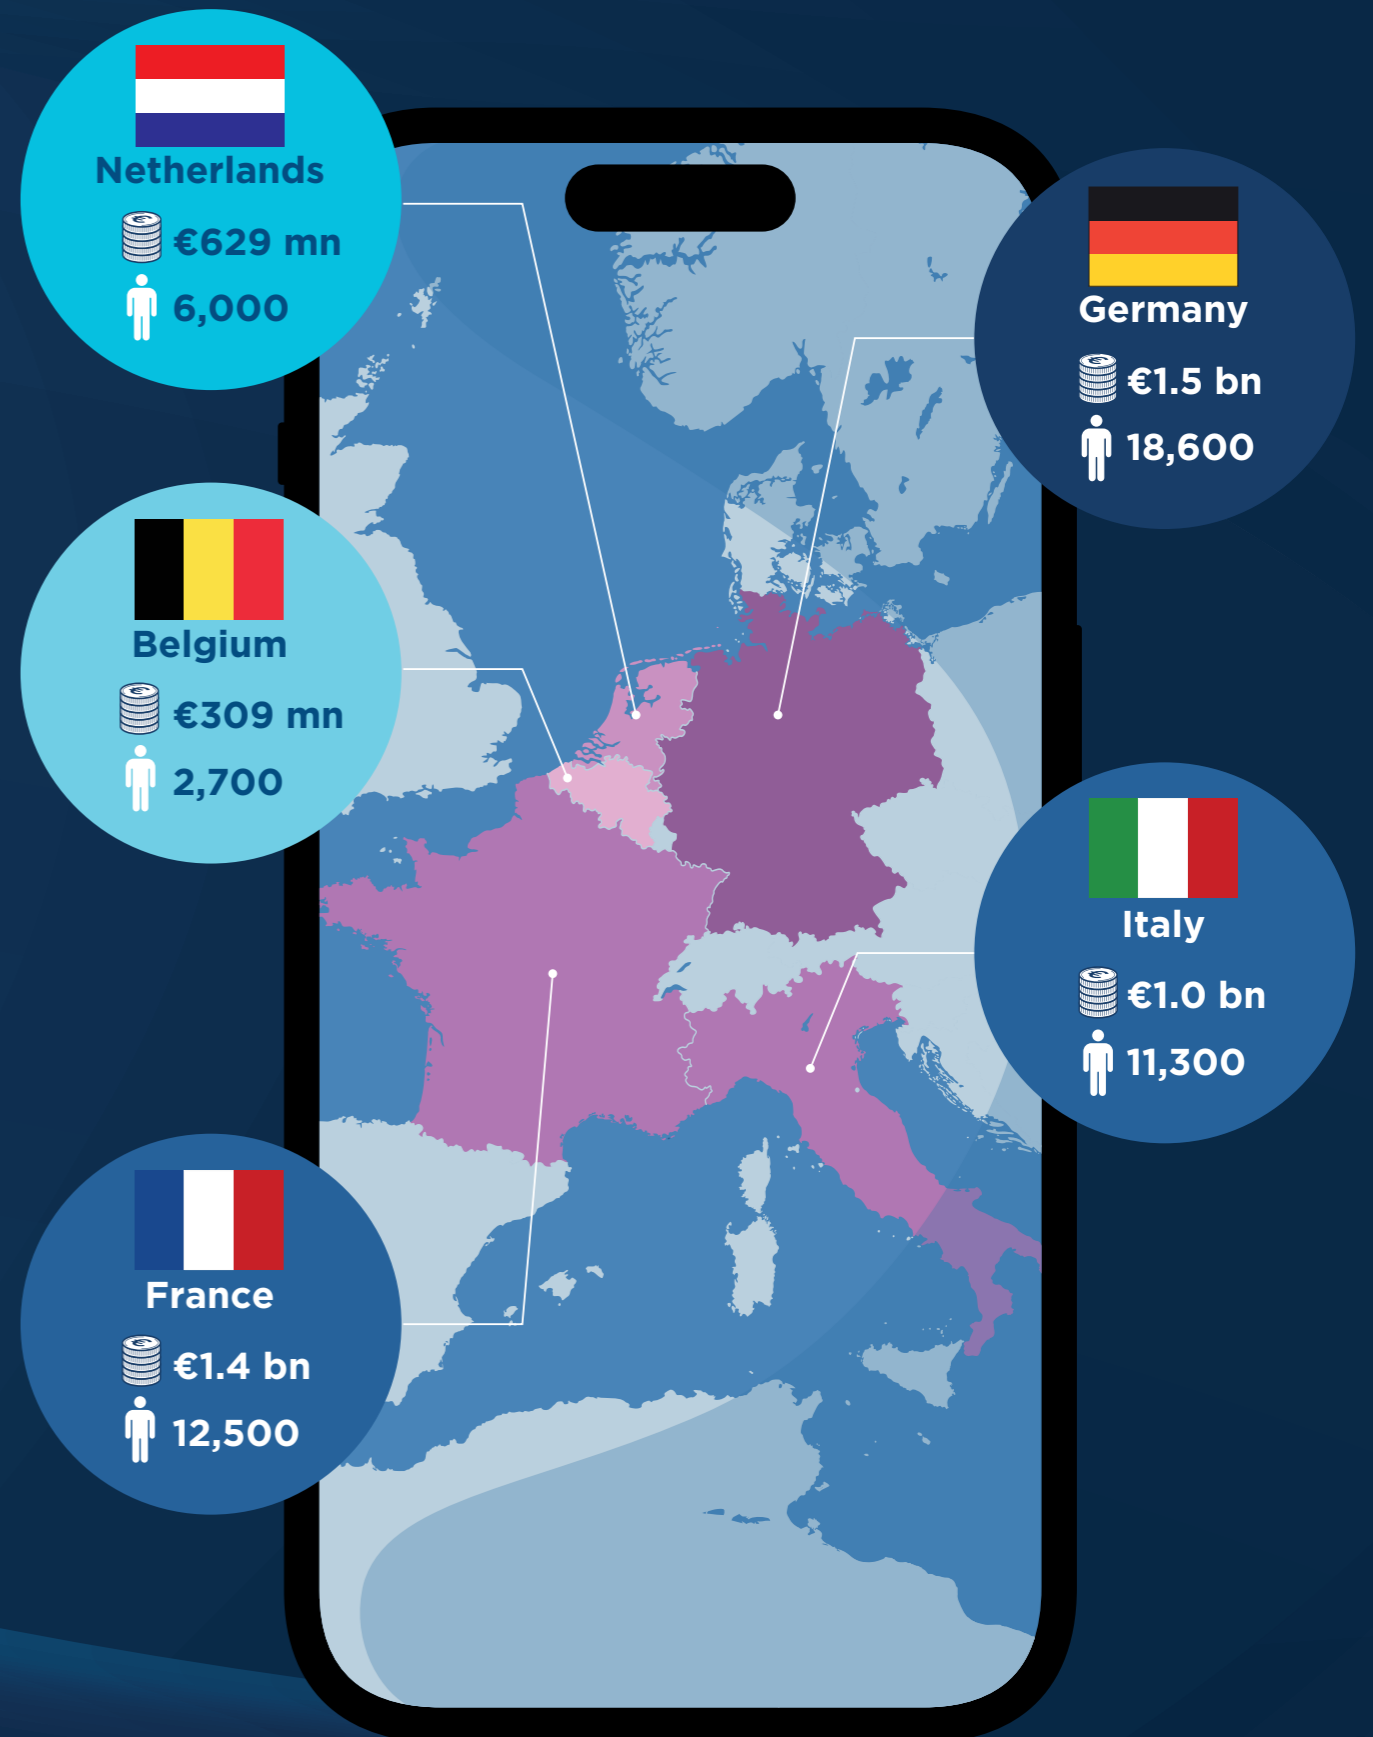 Netherlands
€629 mn
6,000
Germany
€1.5 bn
18,600
Belgium
€309 mn
2,700
Italy
€1.0 bn
11,300
France
€1.4 bn
12,500